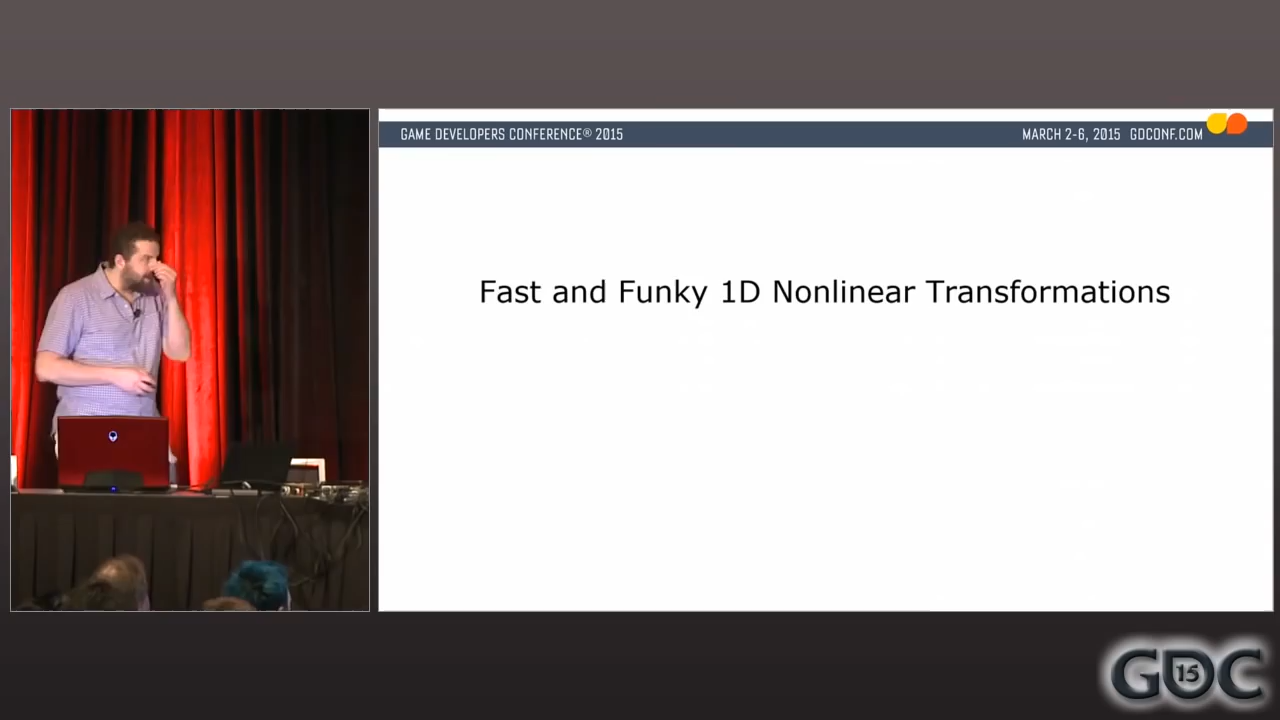 GAME DEVELOPERS CONFERENCE® 2015
MARCH 2-6, 2015 GDCONF.COM
Fast and Funky 1D Nonlinear Transformations
GDC
15